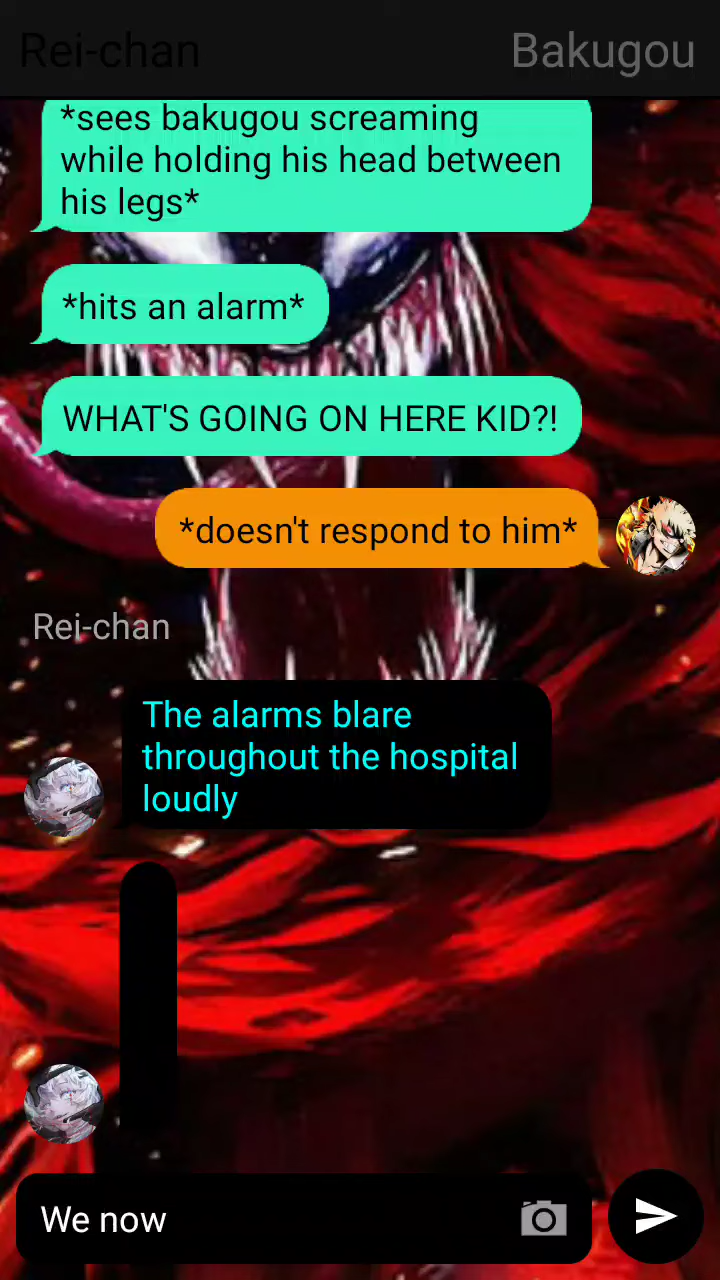 Rei-chan
Bakugou
*sees bakugou screaming
while holding his head between
his legs*
*hits an alarm*
WHAT'S GOING ON HERE KID?!
*doesn't respond to him*
Rei-chan
The alarms blare
throughout the hospital
loudly
We now